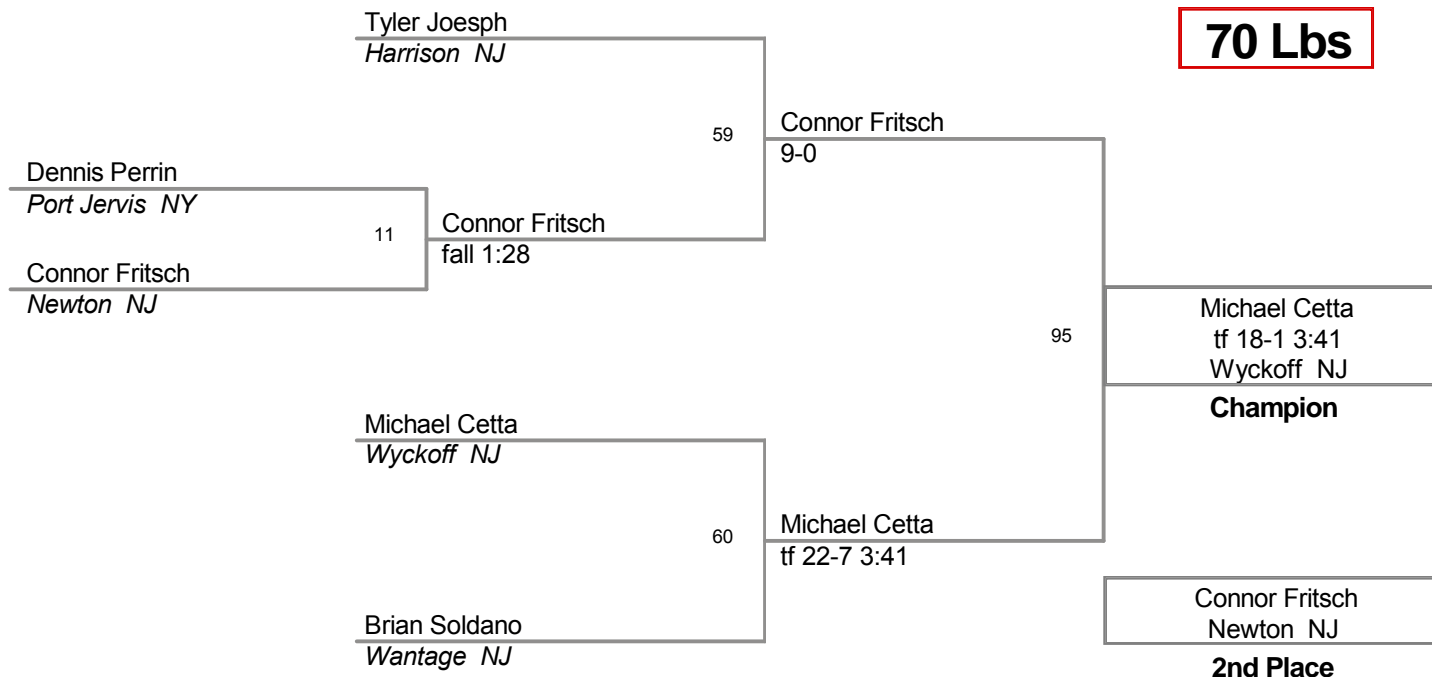 Tyler Joesph
Harrison NJ
70 Lbs
59
Connor Fritsch
9-0
Dennis Perrin
Port Jervis NY
11
Connor Fritsch
fall 1:28
Connor Fritsch
Newton NJ
95
Michael Cetta
tf 18-1 3:41
Wyckoff NJ
Champion
Michael Cetta
Wyckoff NJ
60
Michael Cetta
tf 22-7 3:41
Brian Soldano
Wantage NJ
Connor Fritsch
Newton NJ
2nd Place